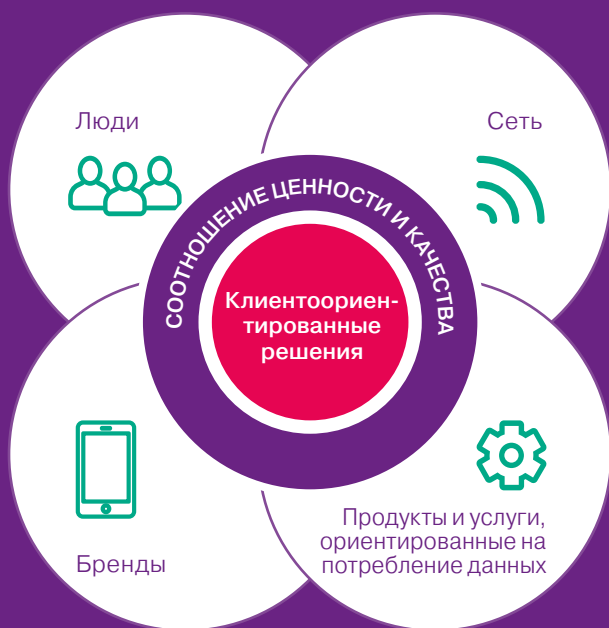 Люди
Сеть
СООТНОШЕНИЕ ЦЕННОСТИ И КАЧЕСТВА
Клиентоориен-
тированные
решения
Бренды
Продукты и услуги,
ориентированные на
потребление данных